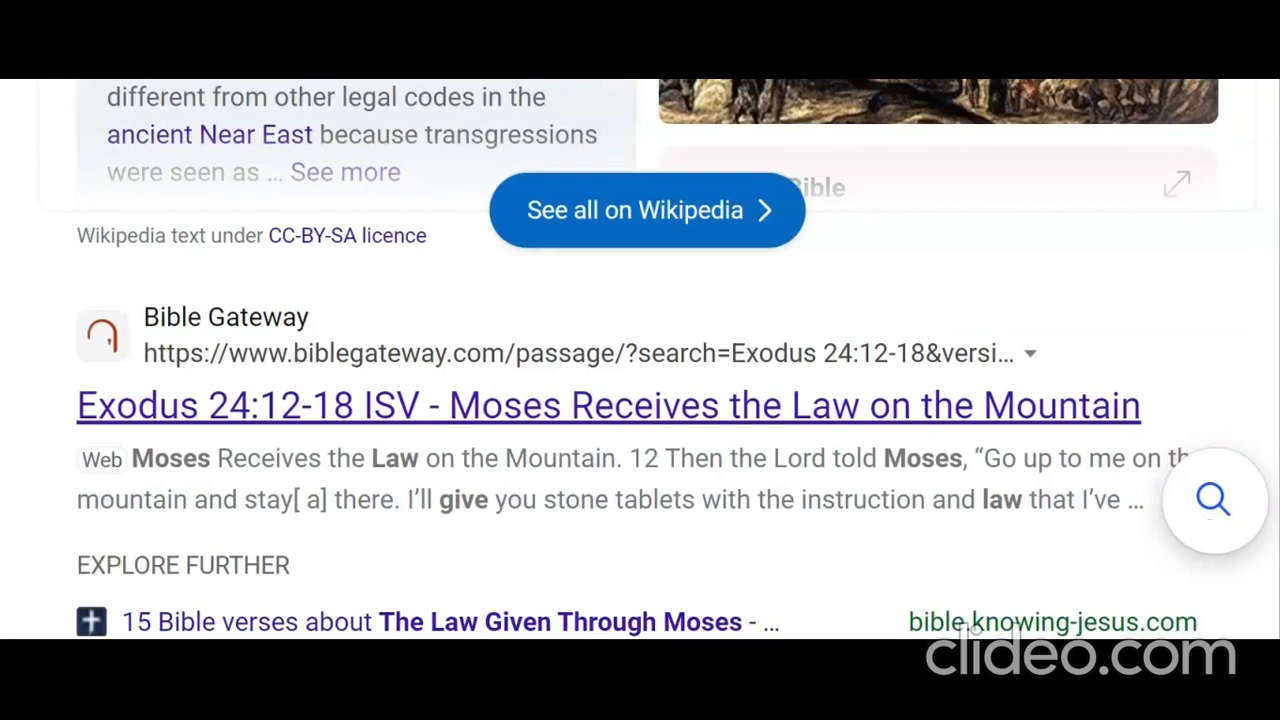 different from other legal codes in the
ancient Near East because transgressions
were seen as ... See more
Bible
See all on Wikipedia
Wikipedia text under CC-BY-SA licence
Bible Gateway
https://www.biblegateway.com/passage/?search=Exodus 24:12-18&versi...
Exodus 24:12-18 ISV - Moses Receives the Law on the Mountain
Web Moses Receives the Law on the Mountain. 12 Then the Lord told Moses, “Go up to me on
mountain and stay[ a] there. I’ll give you stone tablets with the instruction and law that I’ve ...
EXPLORE FURTHER
15 Bible verses about The Law Given Through Moses - ...
bible.knowing-jesus.com
clideo.com